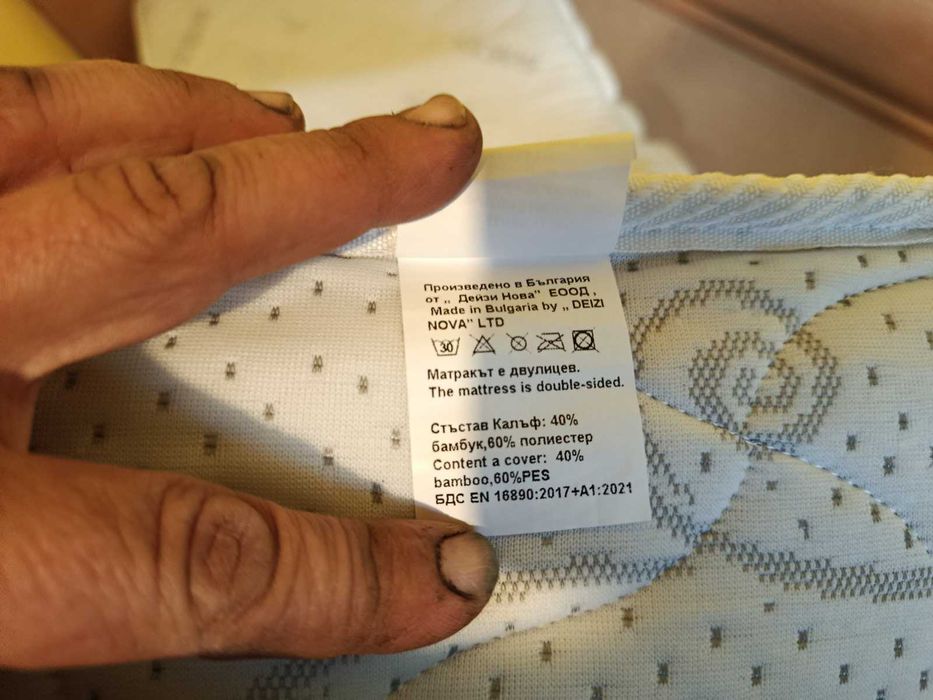 Произведено в България
от „ Дейзи Нова" ЕООД ,
Made in Bulgaria by „ DEIZI
NOVA" LTD
30
Матракът е двулицев.
The mattress is double-sided.
Стъстав Калъф: 40%
бамбук,60% полиестер
Content a cover: 40%
bamboo,60%PES
БДС EN 16890:2017+A1:2021